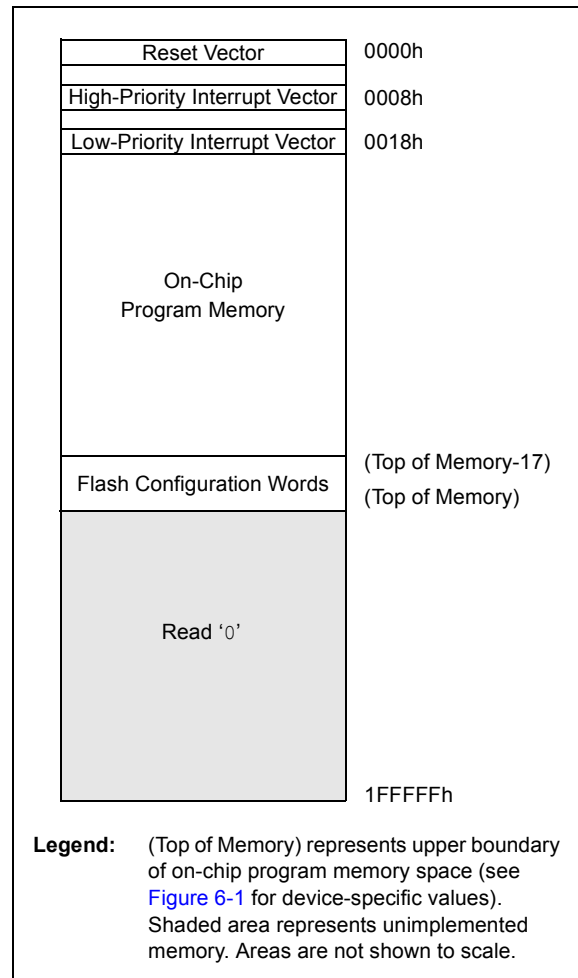 Reset Vector 0000h
High-Priority Interrupt Vector 0008h
Low-Priority Interrupt Vector 0018h
On-Chip
Program Memory
(Top of Memory-17)
Flash Configuration Words
(Top of Memory)
Read ‘0’
1FFFFFh
Legend: (Top of Memory) represents upper boundary
of on-chip program memory space (see
Figure 6-1 for device-specific values).
Shaded area represents unimplemented
memory. Areas are not shown to scale.